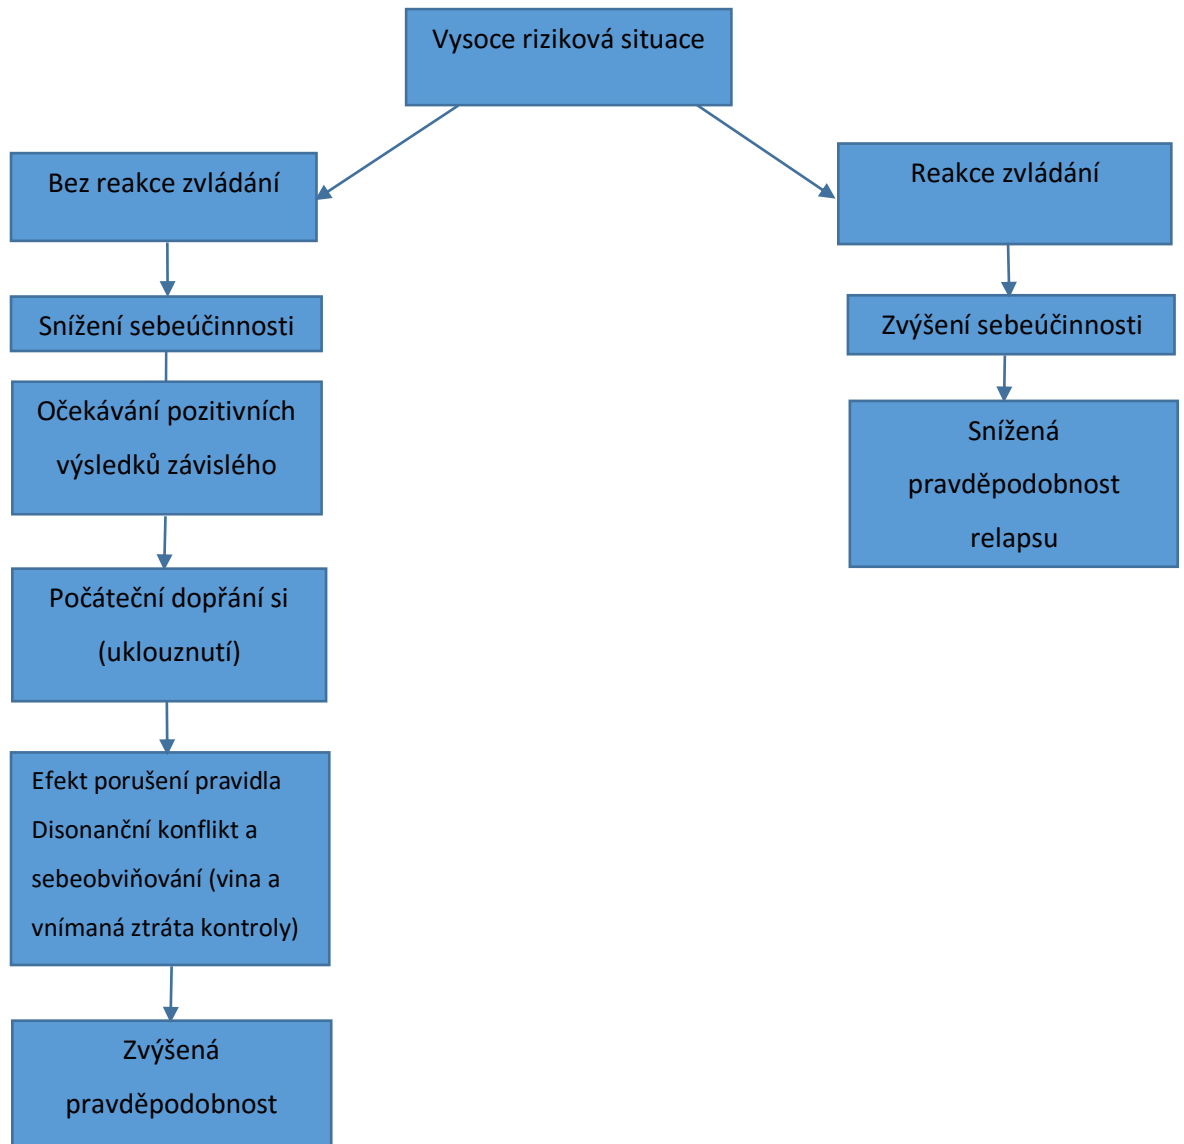 Vysoce riziková situace
Bez reakce zvládání
Reakce zvládání
Snížení sebeúčinnosti
Zvýšení sebeúčinnosti
Očekávání pozitivních
výsledků závislého
Snížená
pravděpodobnost
relapsu
Počáteční dopřání si
(uklouznutí)
Efekt porušení pravidla
Disonanční konflikt a
sebeobviňování (vina a
vnímaná ztráta kontroly)
Zvýšená
pravděpodobnost